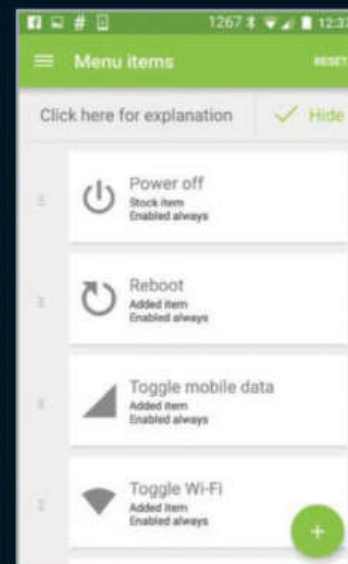 1267 12:37
Menu items RESET
Click here for explanation Hide
Power off
Stock item
Enabled always
Reboot
Added item
Enabled always
Toggle mobile data
Added item
Enabled always
Toggle Wi-Fi
Added item
Enabled always